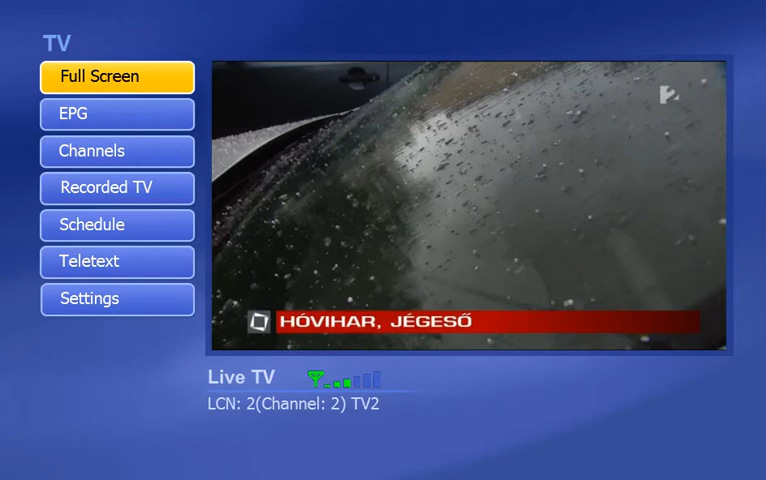 TV
Full Screen
EPG
Channels
Recorded TV
Schedule
Teletext
Settings
2
HÓVIHAR, JÉGESŐ
Live TV
LCN: 2(Channel: 2) TV2